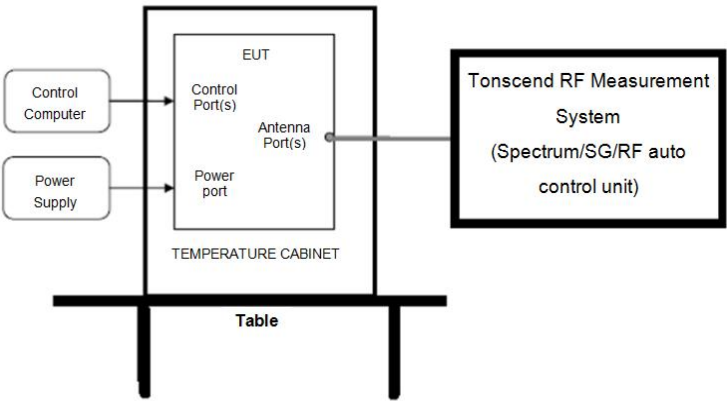 EUT
Control
Computer
Control
Port(s)
Antenna
Port(s)
Power
Supply
Power
port
TEMPERATURE CABINET
Table
Tonscend RF Measurement
System
(Spectrum/SG/RF auto
control unit)